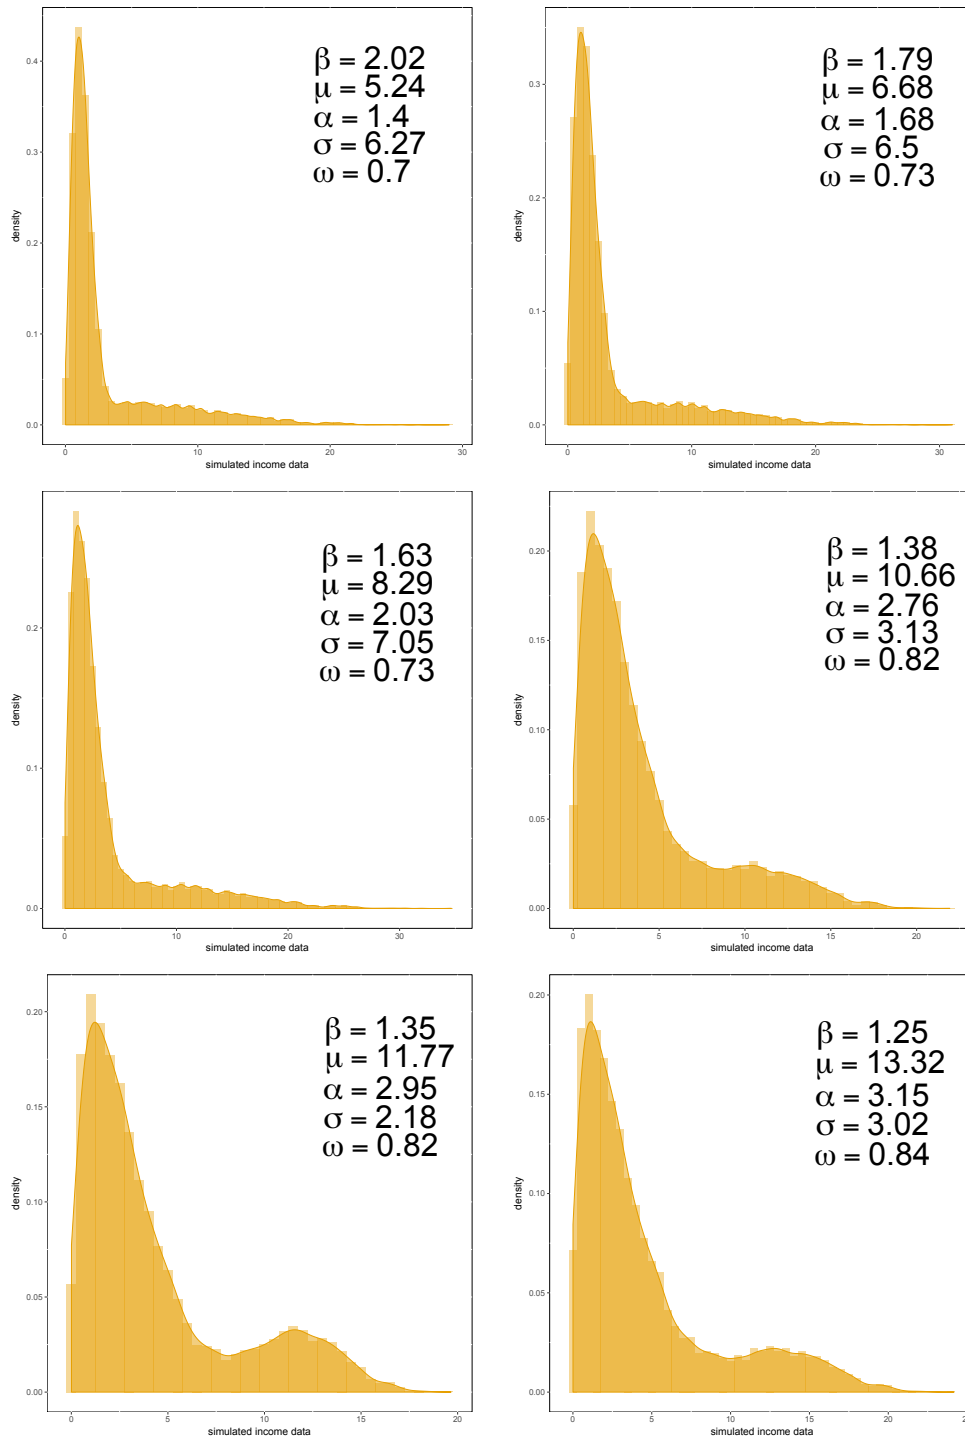 β = 2.02
μ = 5.24
α = 1.4
σ = 6.27
ω = 0.7
density
0.4
0.3
0.2
0.1
0.0
0 10 20 30
simulated income data
β = 1.79
μ = 6.68
α = 1.68
σ = 6.5
ω = 0.73
density
0.3
0.2
0.1
0.0
0 10 20 30
simulated income data
β = 1.63
μ = 8.29
α = 2.03
σ = 7.05
ω = 0.73
density
0.2
0.1
0.0
0 10 20 30
simulated income data
β = 1.38
μ = 10.66
α = 2.76
σ = 3.13
ω = 0.82
density
0.20
0.15
0.10
0.05
0.00
0 5 10 15 20
simulated income data
β = 1.35
μ = 11.77
α = 2.95
σ = 2.18
ω = 0.82
density
0.20
0.15
0.10
0.05
0.00
0 5 10 15 20
simulated income data
β = 1.25
μ = 13.32
α = 3.15
σ = 3.02
ω = 0.84
density
0.20
0.15
0.10
0.05
0.00
0 5 10 15 20
simulated income data